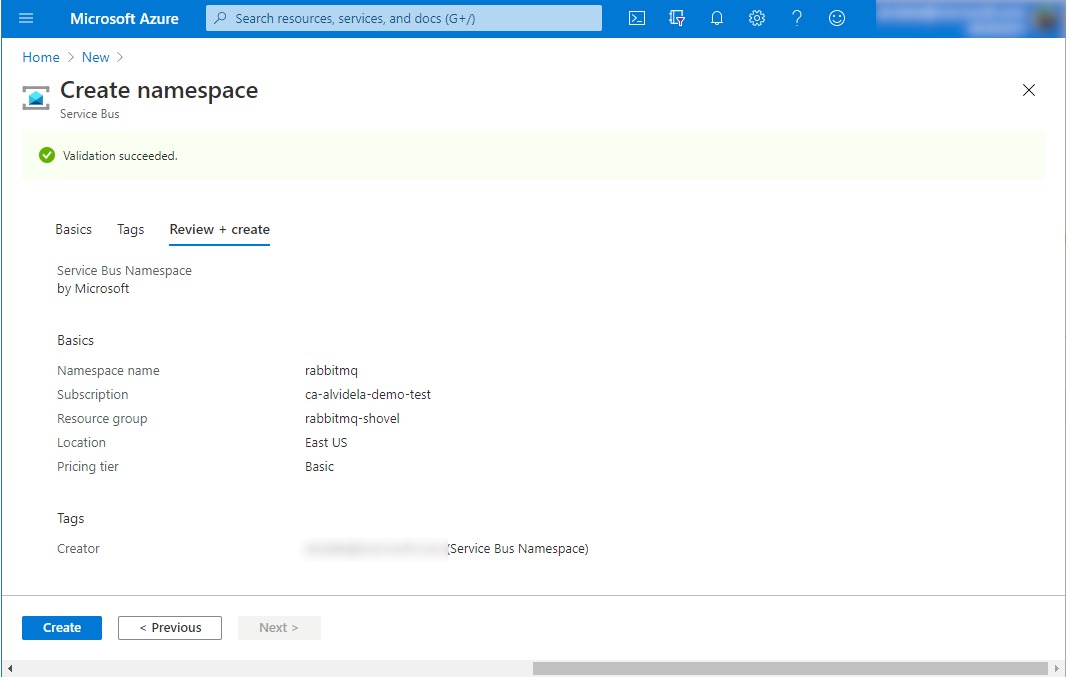 Microsoft Azure
Search resources, services, and docs (G+/)
Home > New >
Create namespace
Service Bus
Validation succeeded.
Basics Tags Review + create
Service Bus Namespace
by Microsoft
Basics
Namespace name rabbitmq
Subscription ca-alvidela-demo-test
Resource group rabbitmq-shovel
Location East US
Pricing tier Basic
Tags
Creator (Service Bus Namespace)
Create < Previous Next >